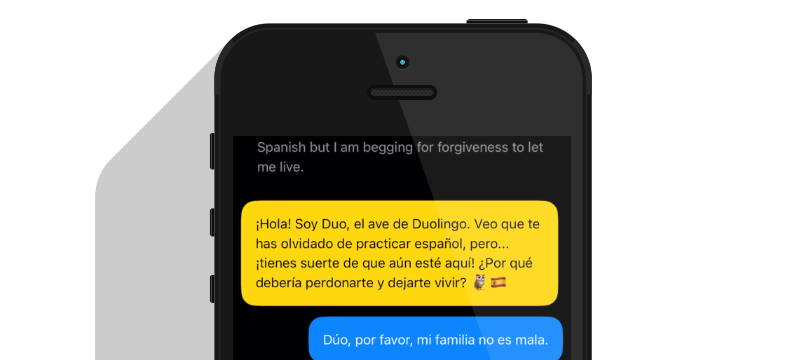 Spanish but I am begging for forgiveness to let
me live.
¡Hola! Soy Duo, el ave de Duolingo. Veo que te
has olvidado de practicar español, pero...
¡tienes suerte de que aún esté aquí! ¿Por qué
debería perdonarte y dejarte vivir? 🦉🇪🇸
Dúo, por favor, mi familia no es mala.